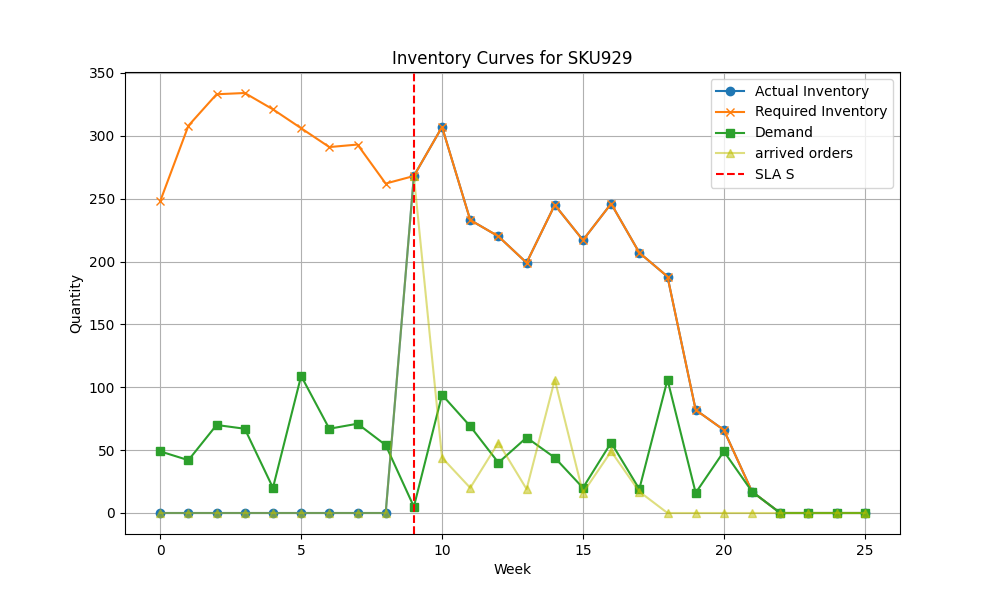 Inventory Curves for SKU929
Actual Inventory
Required Inventory
Demand
arrived orders
SLA S
Quantity
350
300
250
200
150
100
50
0
0 5 10 15 20 25
Week